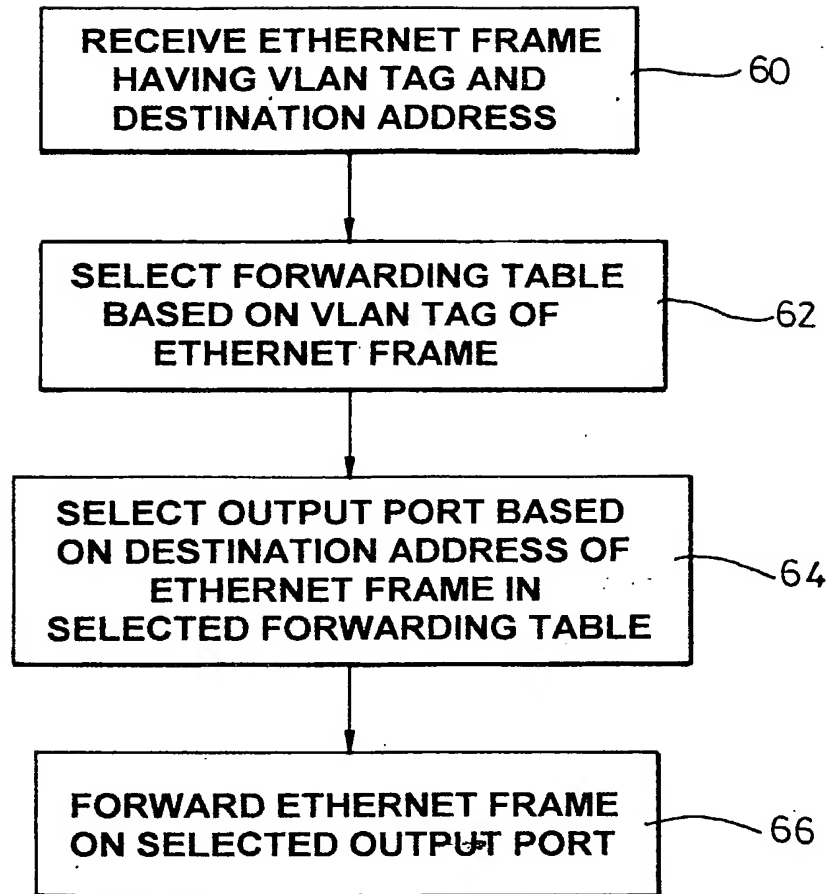 RECEIVE ETHERNET FRAME
HAVING VLAN TAG AND
DESTINATION ADDRESS
60
SELECT FORWARDING TABLE
BASED ON VLAN TAG OF
ETHERNET FRAME
62
SELECT OUTPUT PORT BASED
ON DESTINATION ADDRESS OF
ETHERNET FRAME IN
SELECTED FORWARDING TABLE
64
FORWARD ETHERNET FRAME
ON SELECTED OUTPUT PORT
66